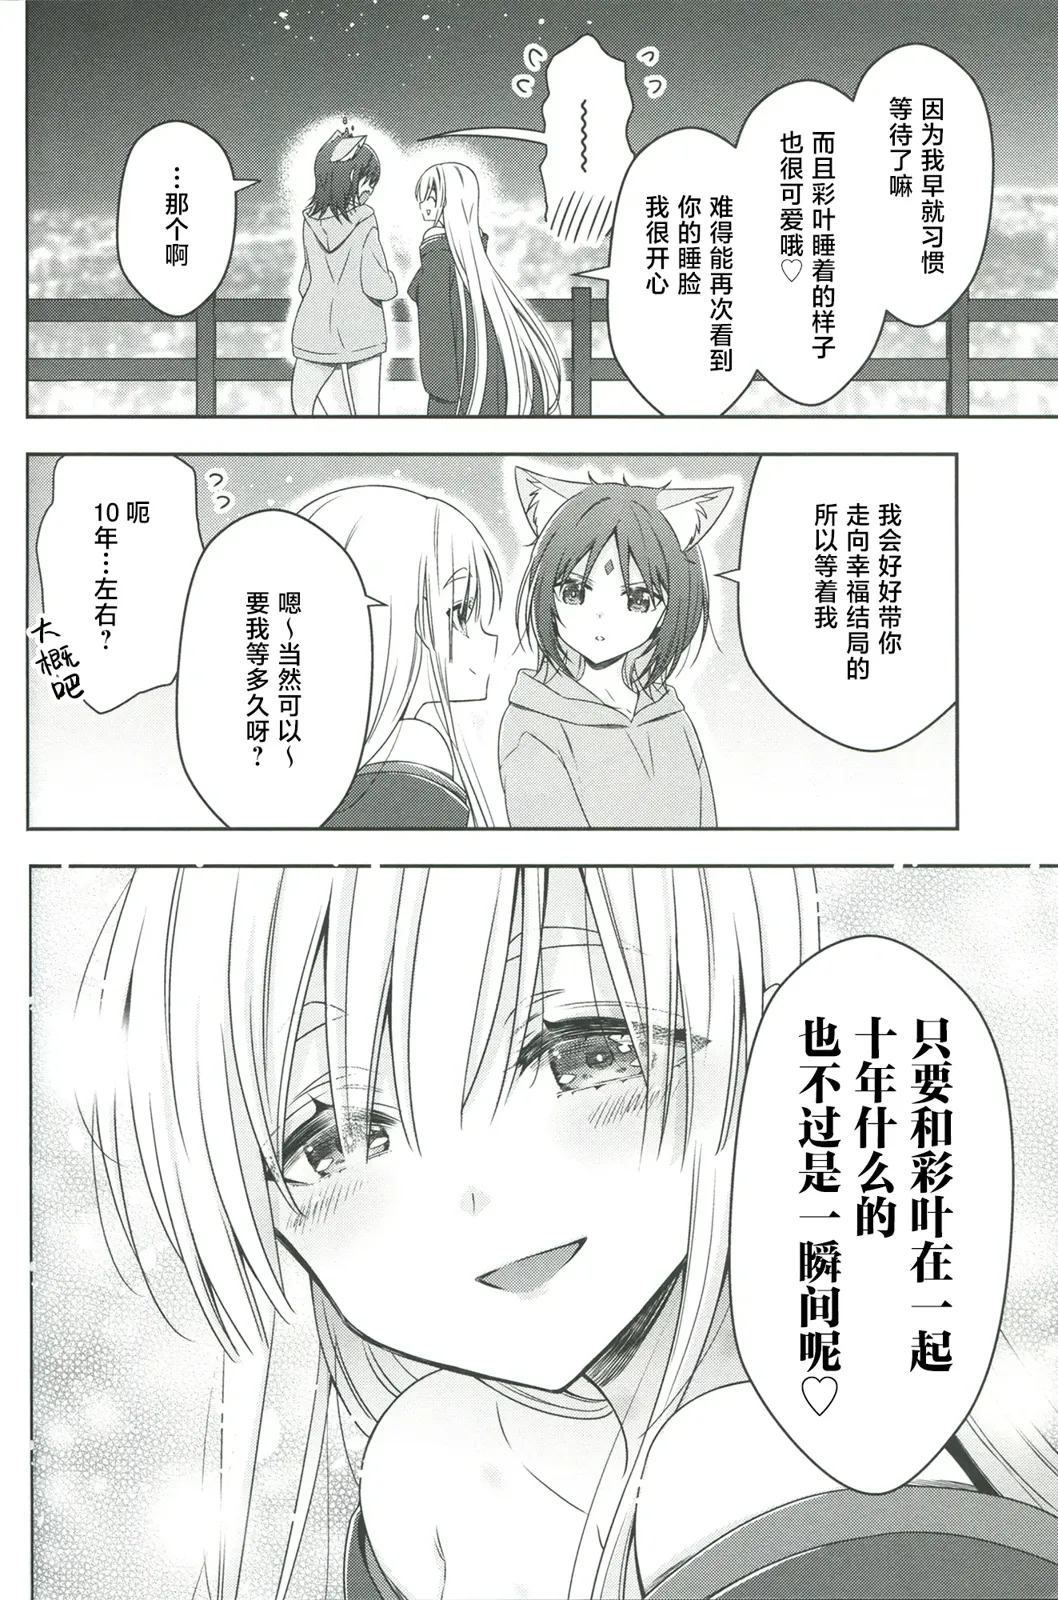 因为我早就习惯
等待了嘛
而且彩叶睡着的样子
也很可爱哦♡
难得能再次看到
你的睡脸
我很开心
…那个啊
我会好好带你
走向幸福结局的
所以等着我
嗯～当然可以～
要我等多久呀？
呃
10年…左右？
大概吧
只要和彩叶在一起
十年什么的
也不过是一瞬间呢♡